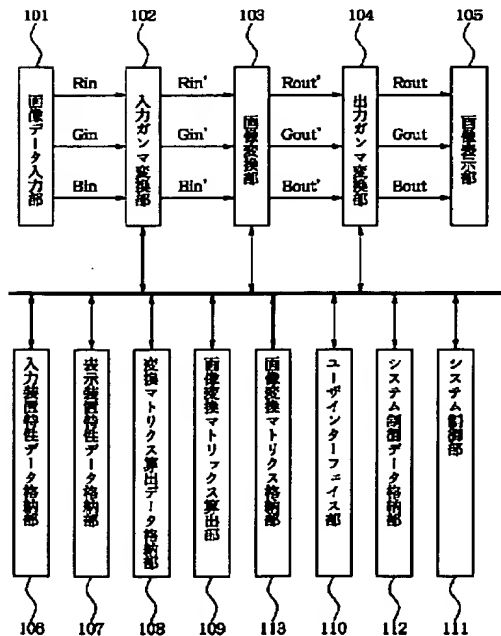 101 102 103 104 105
画像データ入力部
Rin
Gin
Bin
入力ガンマ変換部
Rin'
Gin'
Bin'
画像変換部
Rout'
Gout'
Bout'
出力ガンマ変換部
Rout
Gout
Bout
画像表示部
入力装置特性データ格納部
表示装置特性データ格納部
変換マトリクス算出データ格納部
画像変換マトリックス算出部
画像変換マトリクス格納部
ユーザインターフェイス部
システム制御データ格納部
システム制御部
106 107 108 109 113 110 112 111